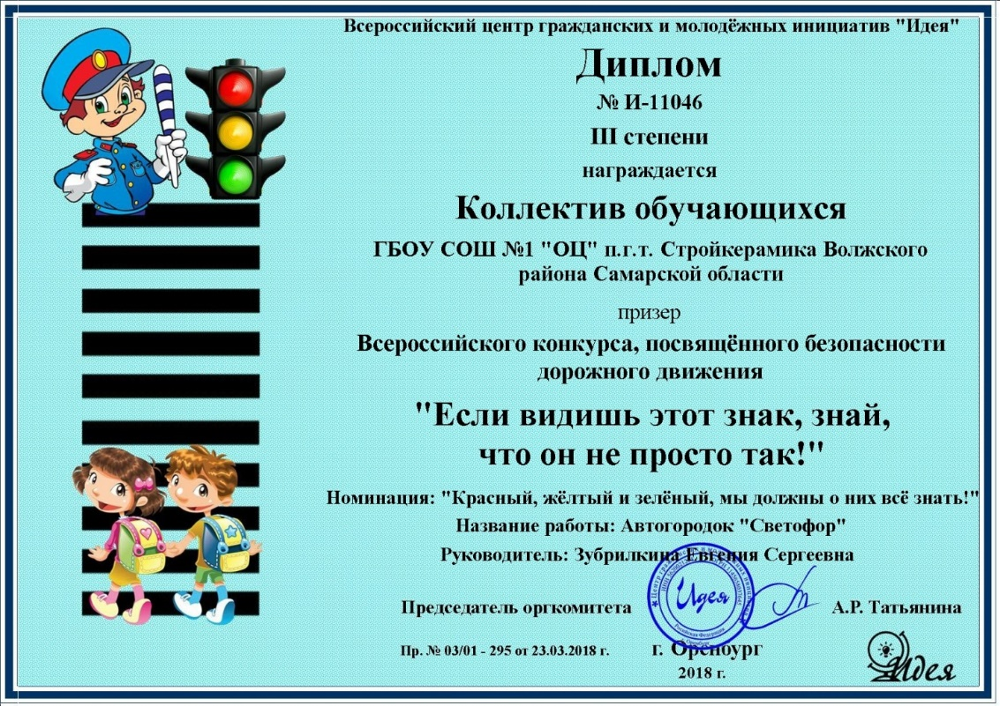 Всероссийский центр гражданских и молодёжных инициатив "Идея"
Диплом
№ И-11046
III степени
награждается
Коллектив обучающихся
ГБОУ СОШ №1 "ОЦ" п.г.т. Стройкерамика Волжского
района Самарской области
призер
Всероссийского конкурса, посвящённого безопасности
дорожного движения
"Если видишь этот знак, знай,
что он не просто так!"
Номинация: "Красный, жёлтый и зелёный, мы должны о них всё знать!"
Название работы: Автогородок "Светофор"
Руководитель: Зубрилкина Евгения Сергеевна
Идея
Российская Федерация
Председатель оргкомитета А.Р. Татьянина
Пр. № 03/01 - 295 от 23.03.2018 г. г. Оренбург
2018 г.
Идея